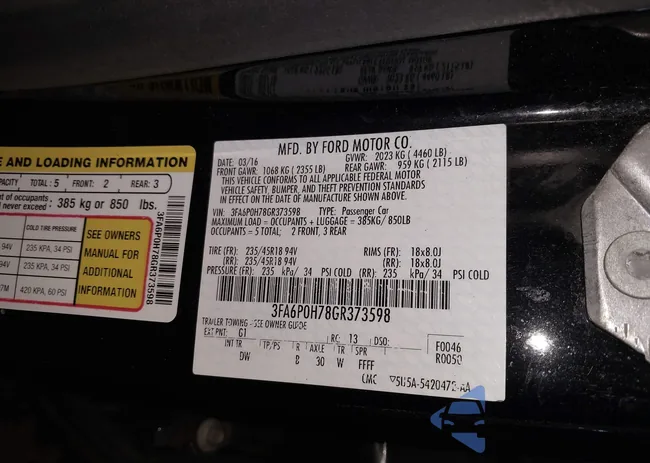 E AND LOADING INFORMATION
PACITY TOTAL: 5 FRONT: 2 REAR: 3
t of occupants
d never exceed: 385 kg or 850 lbs.
COLD TIRE PRESSURE
94V 235 KPA, 34 PSI
94V 235 KPA, 34 PSI
7M 420 KPA, 60 PSI
SEE OWNERS
MANUAL FOR
ADDITIONAL
INFORMATION
3FA6P0H78GR373598
MFD. BY FORD MOTOR CO.
DATE: 03/16 GVWR: 2023 KG ( 4460 LB)
FRONT GAWR: 1068 KG ( 2355 LB) REAR GAWR: 959 KG ( 2115 LB)
THIS VEHICLE CONFORMS TO ALL APPLICABLE FEDERAL MOTOR
VEHICLE SAFETY, BUMPER, AND THEFT PREVENTION STANDARDS
IN EFFECT ON THE DATE OF MANUFACTURE SHOWN ABOVE.
VIN: 3FA6P0H78GR373598 TYPE: Passenger Car
MAXIMUM LOAD = OCCUPANTS + LUGGAGE = 385KG/ 850LB
OCCUPANTS = 5 TOTAL: 2 FRONT, 3 REAR
TIRE (FR): 235/45R18 94V RIMS (FR): 18x8.0J
(RR): 235/45R18 94V (RR): 18x8.0J
PRESSURE (FR): 235 kPa/ 34 PSI COLD (RR): 235 kPa/ 34 PSI COLD
3FA6P0H78GR373598
TRAILER TOWING - SEE OWNER GUIDE
EXT PNT: G1 RC: 13 DSO: F0046
INT TR TP/PS R AXLE TR SPR R0050
DW B 30 W FFFF